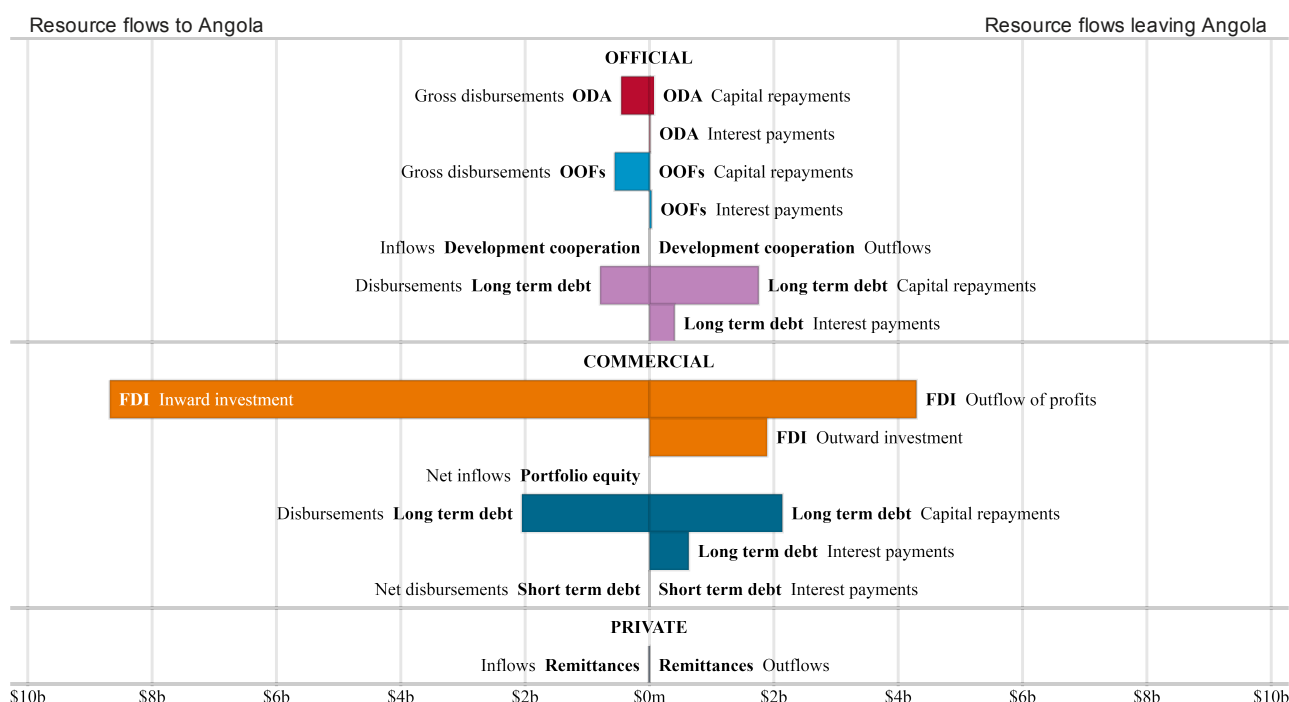 Resource flows to Angola Resource flows leaving Angola
OFFICIAL
Gross disbursements ODA ODA Capital repayments
ODA Interest payments
Gross disbursements OOFs OOFs Capital repayments
OOFs Interest payments
Inflows Development cooperation Development cooperation Outflows
Disbursements Long term debt Long term debt Capital repayments
Long term debt Interest payments
COMMERCIAL
FDI Inward investment FDI Outflow of profits
FDI Outward investment
Net inflows Portfolio equity
Disbursements Long term debt Long term debt Capital repayments
Long term debt Interest payments
Net disbursements Short term debt Short term debt Interest payments
PRIVATE
Inflows Remittances Remittances Outflows
$10b $8b $6b $4b $2b $0m $2b $4b $6b $8b $10b